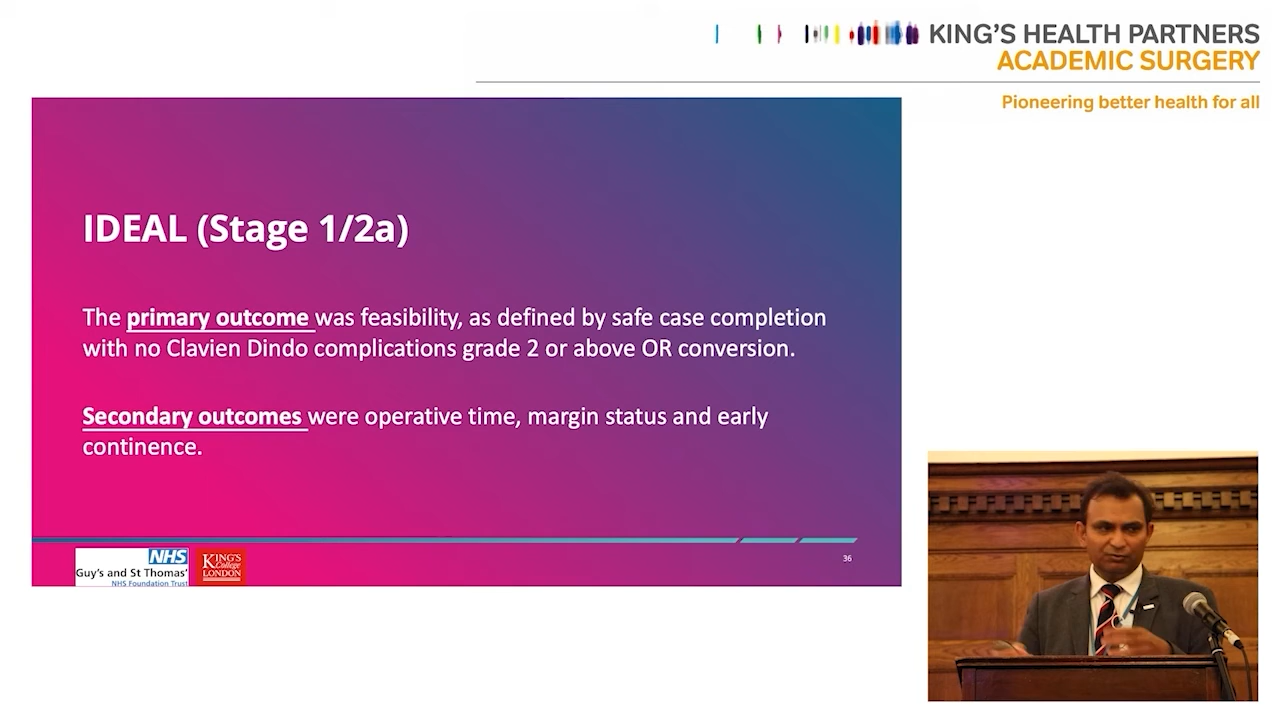 KING'S HEALTH PARTNERS
ACADEMIC SURGERY
Pioneering better health for all
IDEAL (Stage 1/2a)
The primary outcome was feasibility, as defined by safe case completion
with no Clavien Dindo complications grade 2 or above OR conversion.
Secondary outcomes were operative time, margin status and early
continence.
NHS
Guy's and St Thomas'
NHS Foundation Trust
KING'S
College
LONDON
36